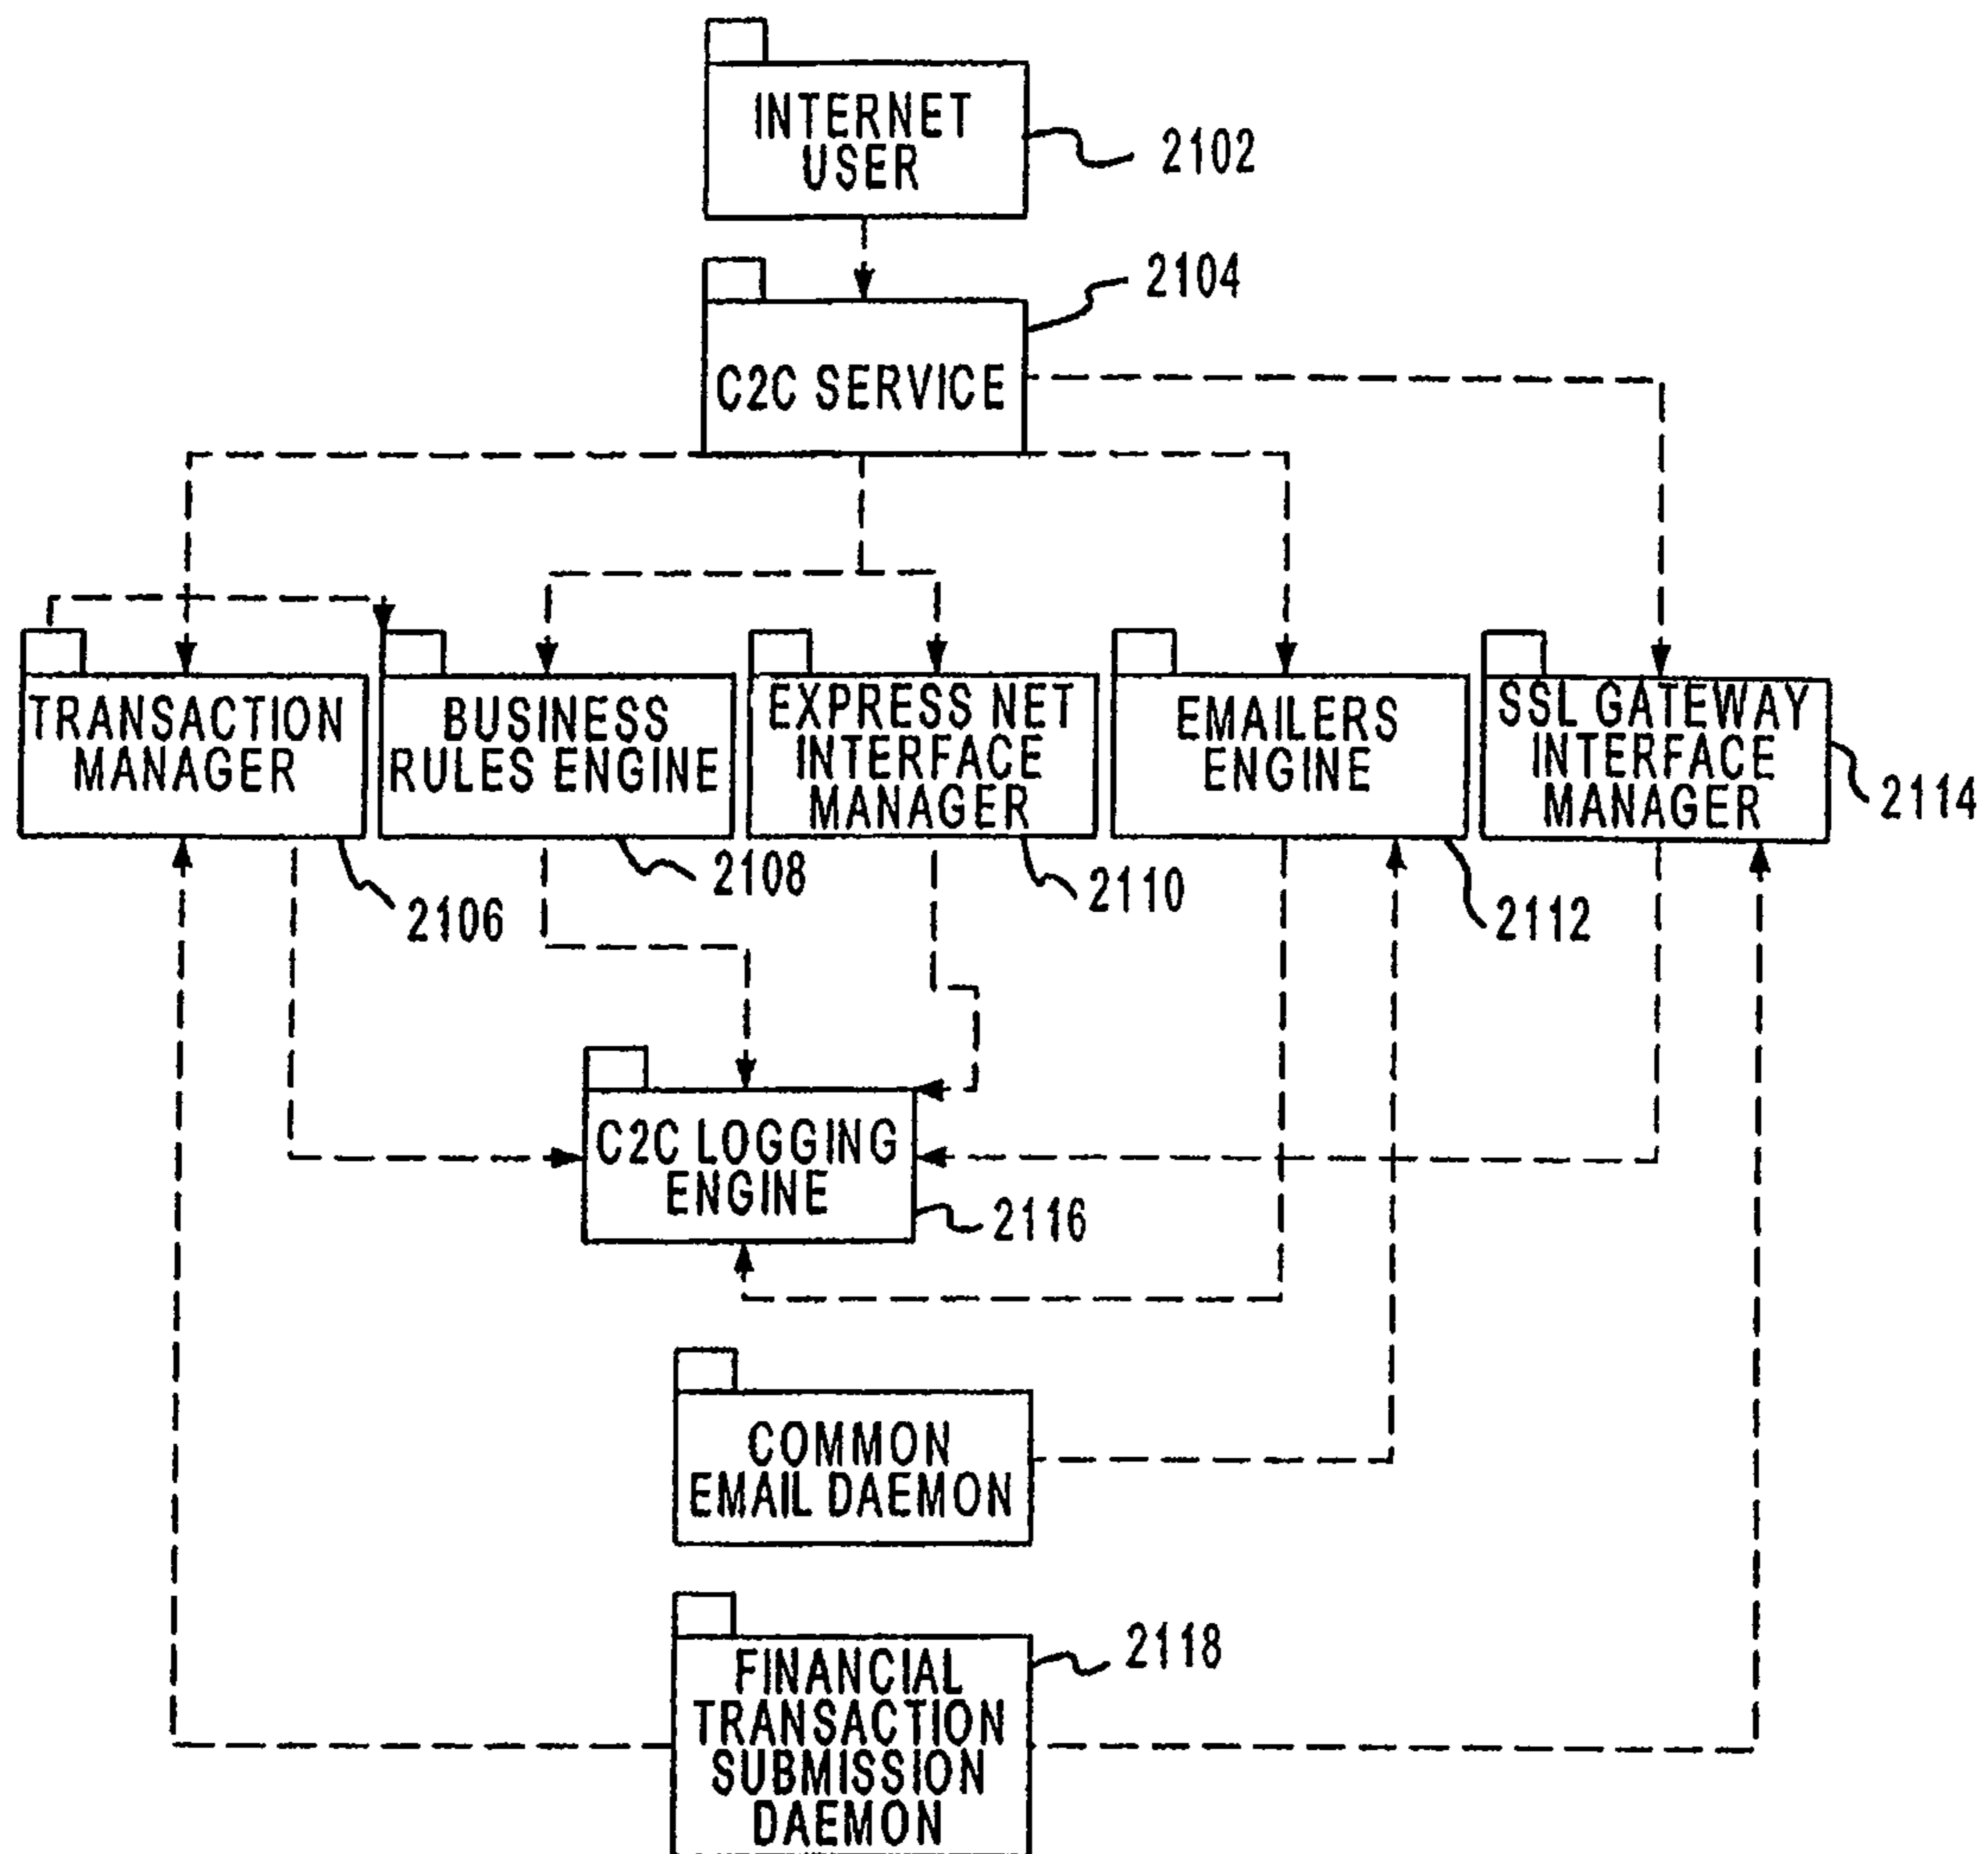 INTERNET
USER
2102
2104
C2C SERVICE
TRANSACTION
MANAGER
2106
BUSINESS
RULES ENGINE
2108
EXPRESS NET
INTERFACE
MANAGER
2110
EMAILERS
ENGINE
2112
SSL GATEWAY
INTERFACE
MANAGER
2114
C2C LOGGING
ENGINE
2116
COMMON
EMAIL DAEMON
FINANCIAL
TRANSACTION
SUBMISSION
DAEMON
2118